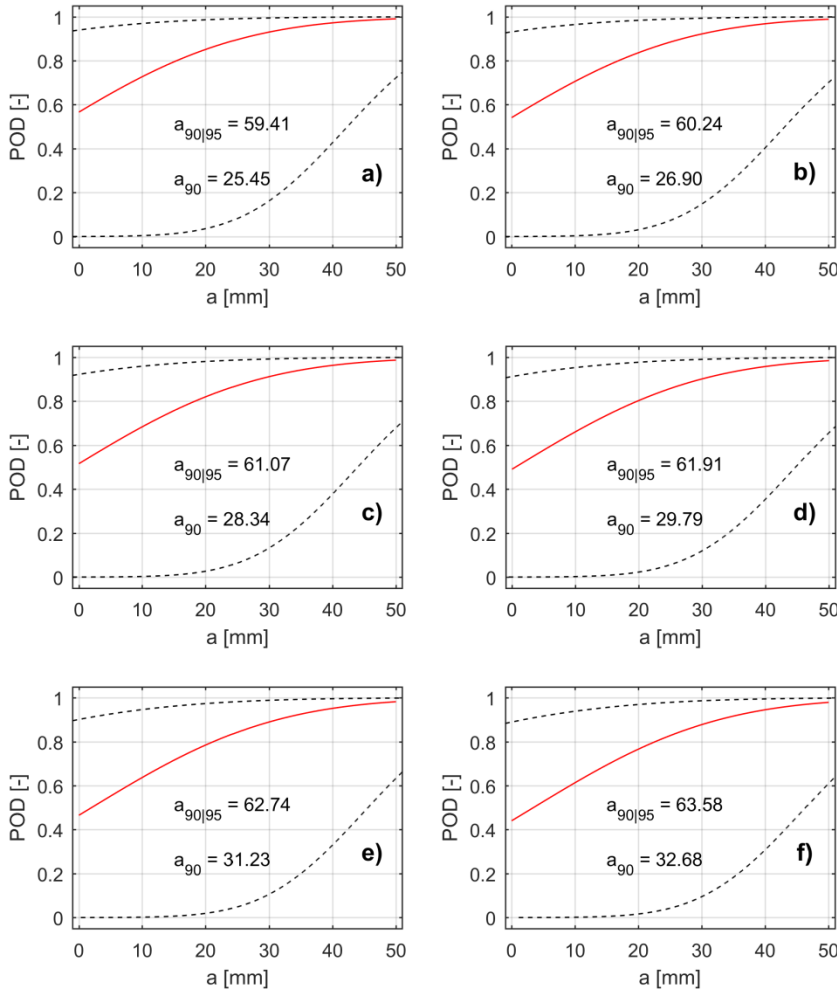 1
0.8
0.6
0.4
0.2
0
POD [-]
a90|95 = 59.41
a90 = 25.45
a)
0 10 20 30 40 50
a [mm]
1
0.8
0.6
0.4
0.2
0
POD [-]
a90|95 = 60.24
a90 = 26.90
b)
0 10 20 30 40 50
a [mm]
1
0.8
0.6
0.4
0.2
0
POD [-]
a90|95 = 61.07
a90 = 28.34
c)
0 10 20 30 40 50
a [mm]
1
0.8
0.6
0.4
0.2
0
POD [-]
a90|95 = 61.91
a90 = 29.79
d)
0 10 20 30 40 50
a [mm]
1
0.8
0.6
0.4
0.2
0
POD [-]
a90|95 = 62.74
a90 = 31.23
e)
0 10 20 30 40 50
a [mm]
1
0.8
0.6
0.4
0.2
0
POD [-]
a90|95 = 63.58
a90 = 32.68
f)
0 10 20 30 40 50
a [mm]